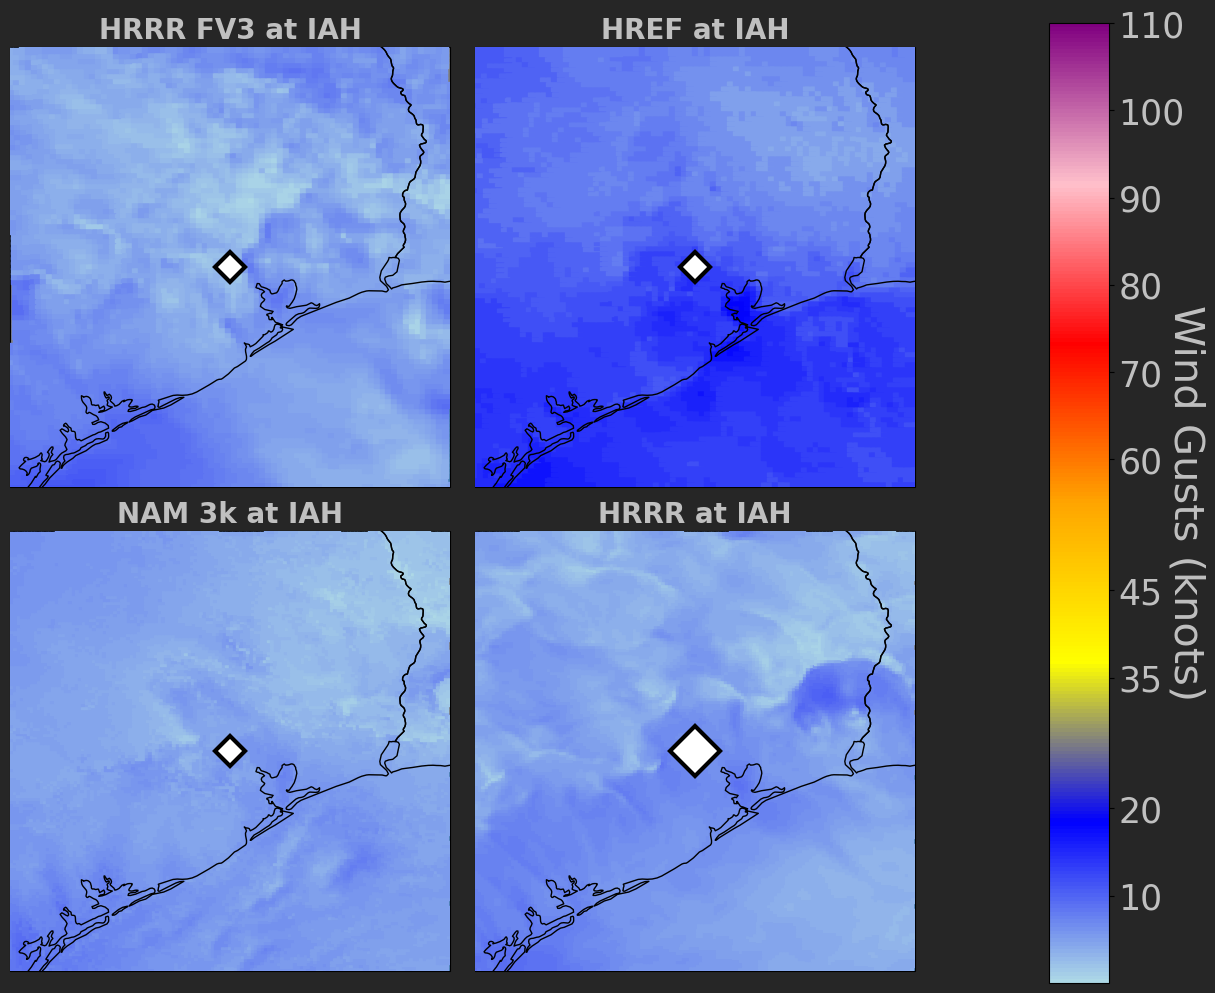 HRRR FV3 at IAH
HREF at IAH
NAM 3k at IAH
HRRR at IAH
110
100
90
80
70
60
45
35
20
10
Wind Gusts (knots)